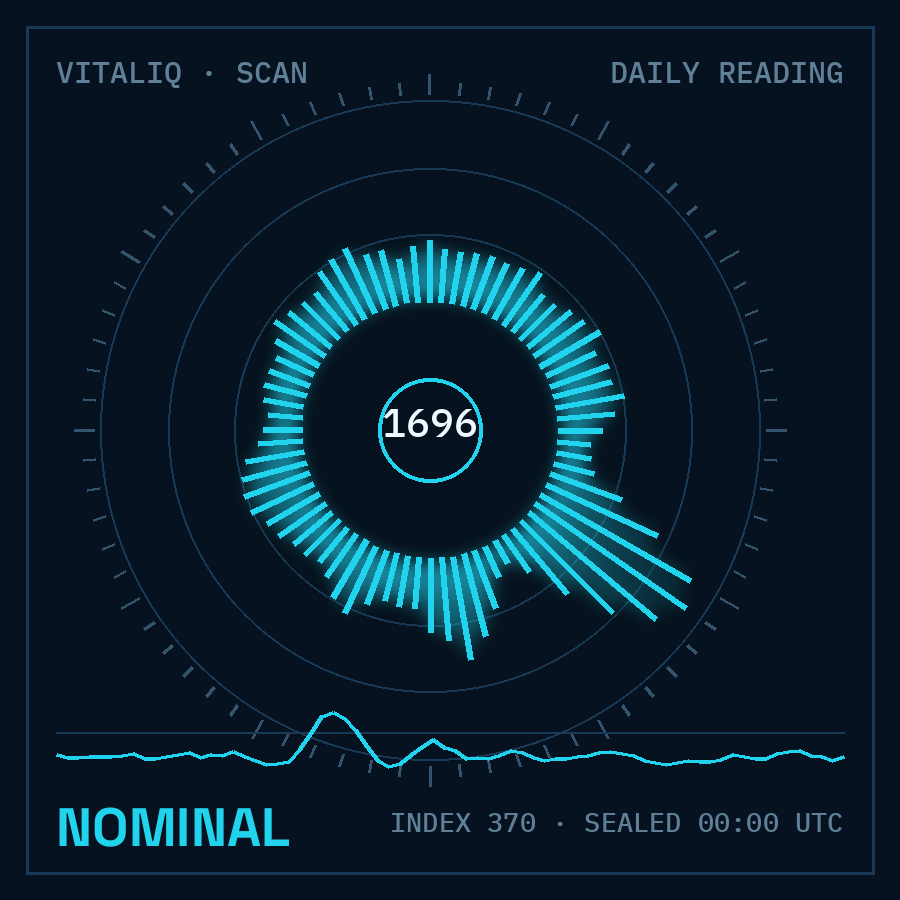 VITALIQ · SCAN
DAILY READING
1696
NOMINAL
INDEX 370 · SEALED 00:00 UTC